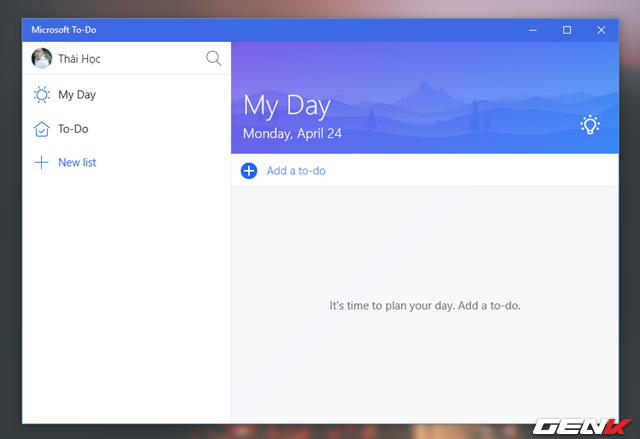 Microsoft To-Do
Thái Học
My Day
To-Do
New list
My Day
Monday, April 24
Add a to-do
It's time to plan your day. Add a to-do.
GENK